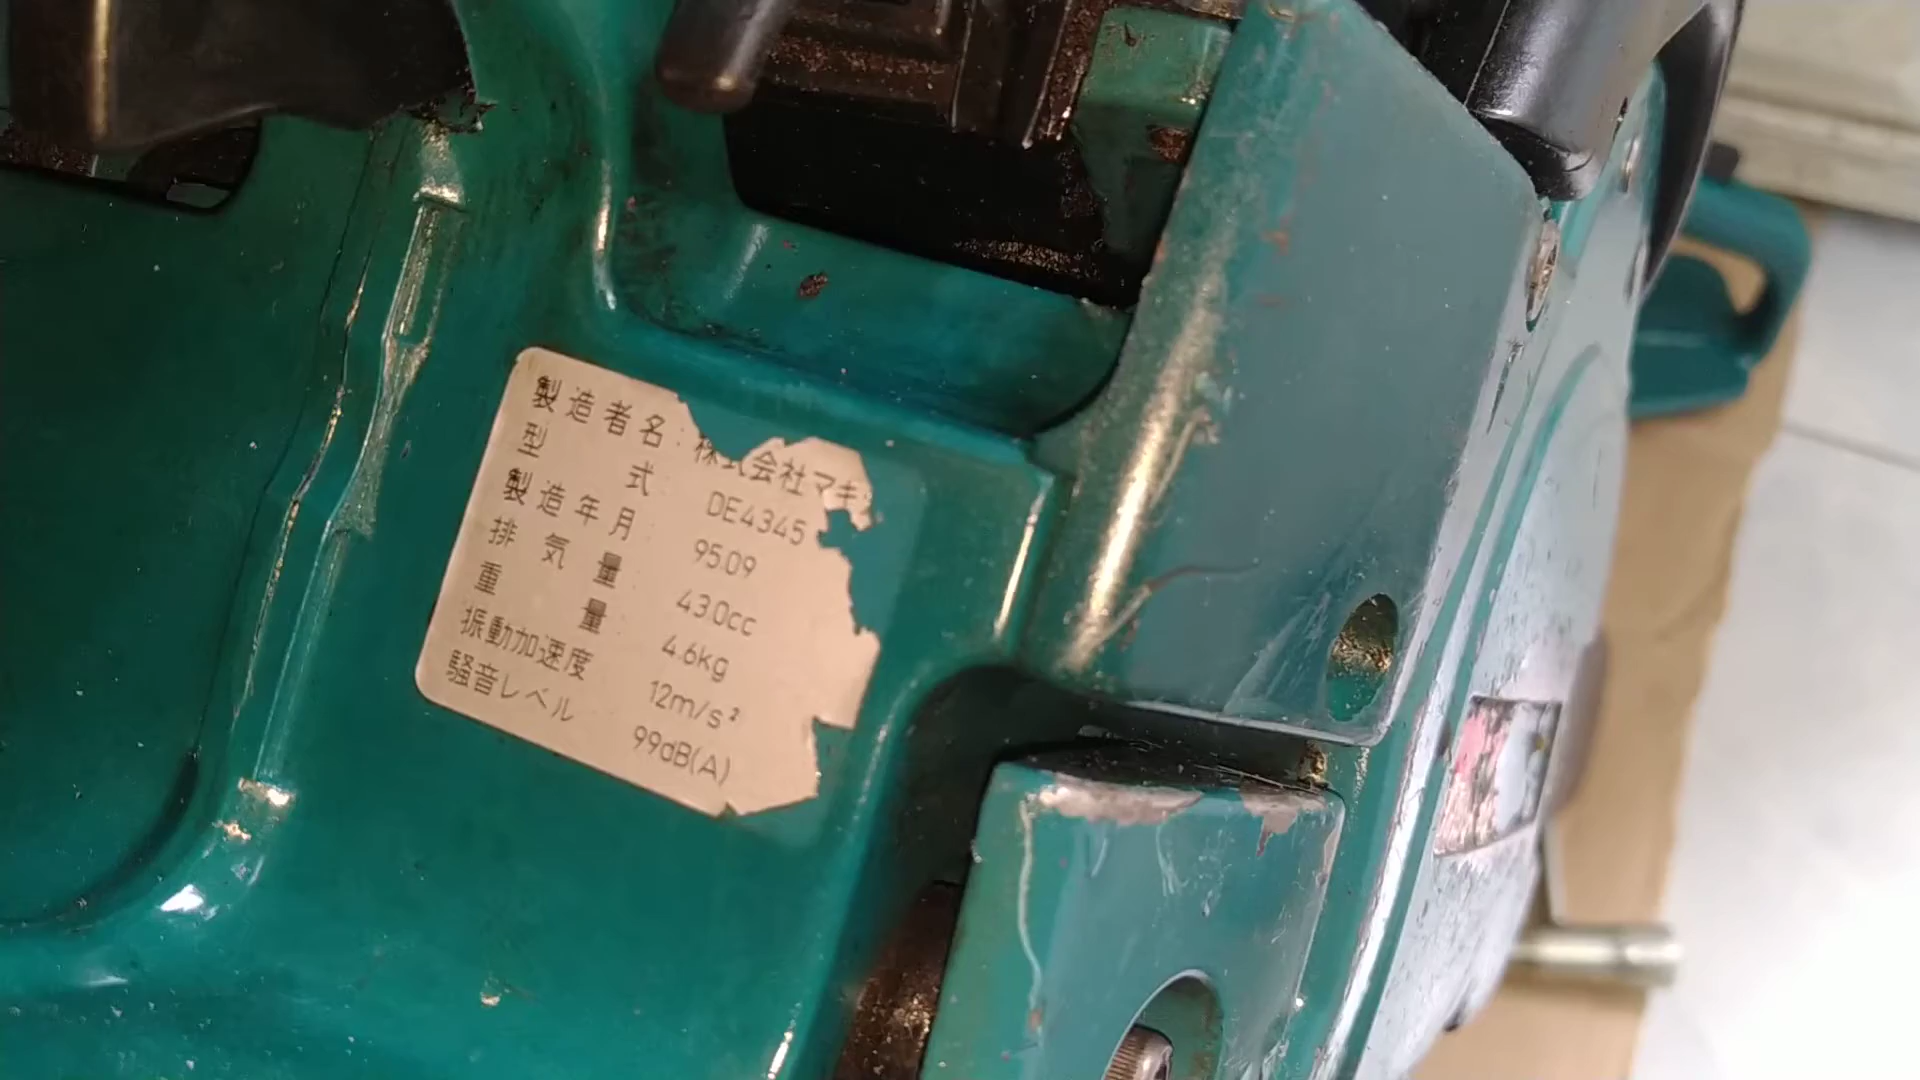 製造者名 株式会社マキ
型式 DE4345
製造年月 95.09
排気量 43.0cc
重量 4.6kg
振動加速度 12m/s²
騒音レベル 99dB(A)